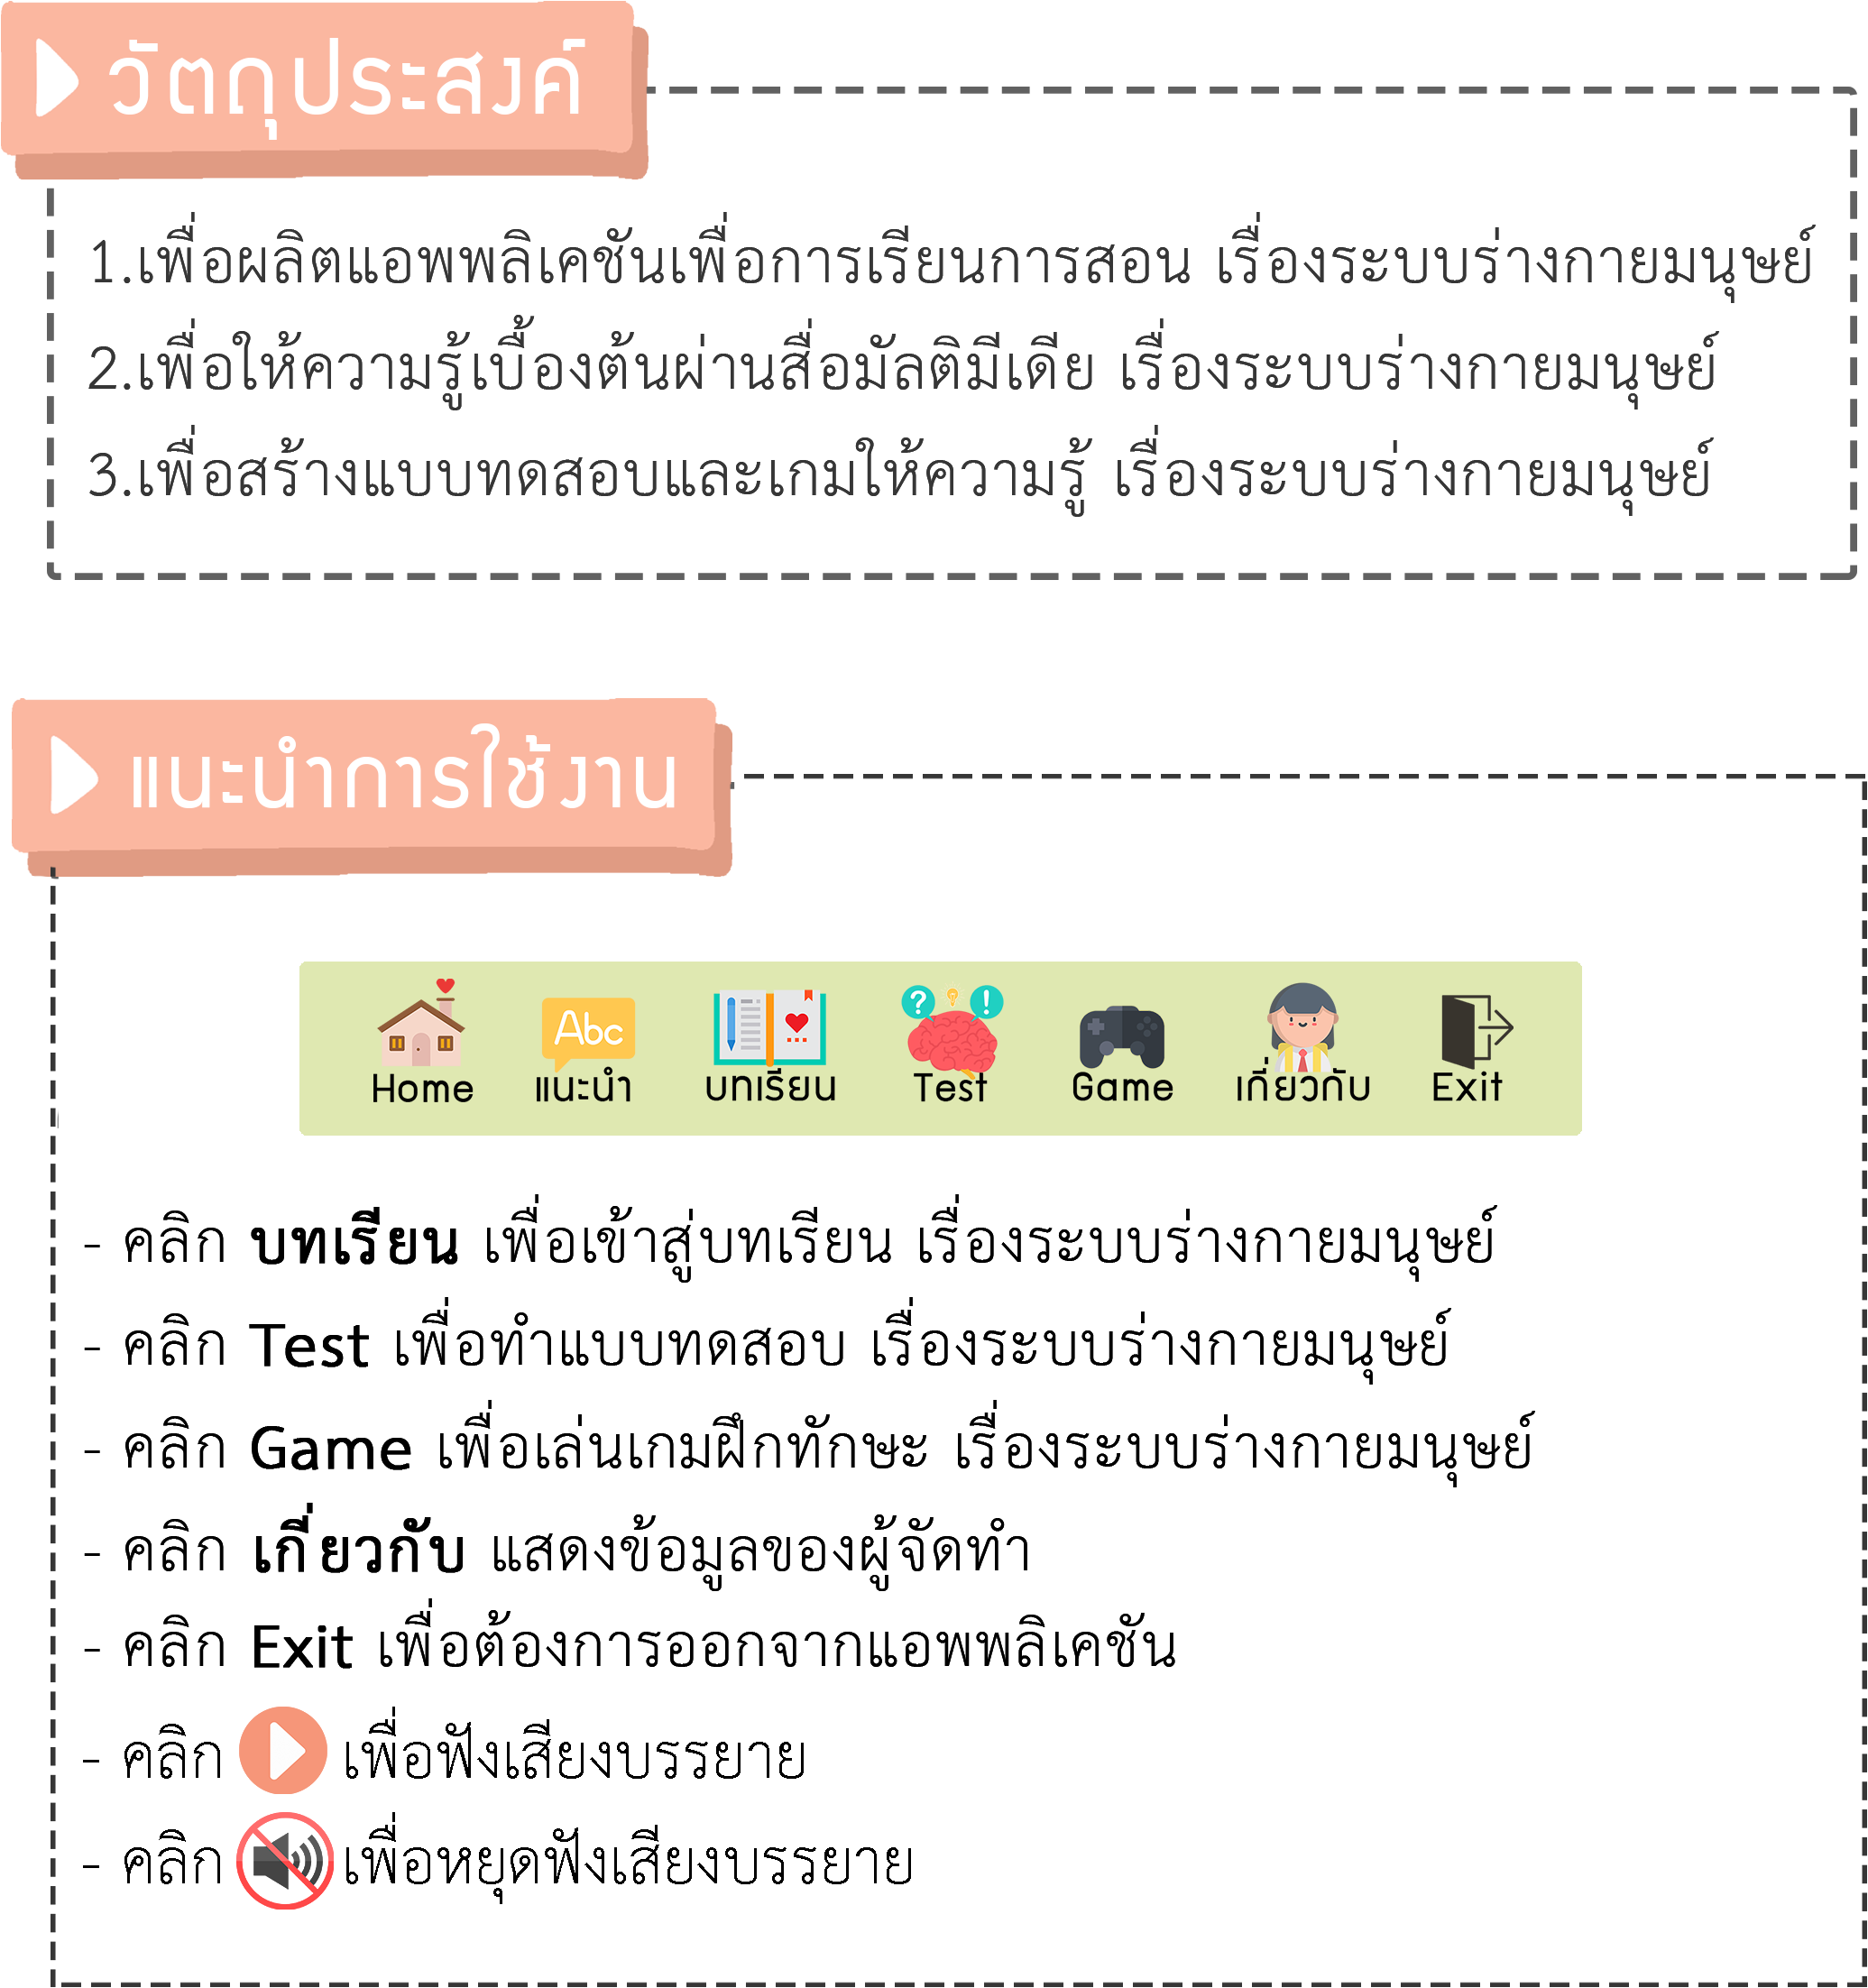 วัตถุประสงค์
1.เพื่อผลิตแอพพลิเคชันเพื่อการเรียนการสอน เรื่องระบบร่างกายมนุษย์
2.เพื่อให้ความรู้เบื้องต้นผ่านสื่อมัลติมีเดีย เรื่องระบบร่างกายมนุษย์
3.เพื่อสร้างแบบทดสอบและเกมให้ความรู้ เรื่องระบบร่างกายมนุษย์
แนะนำการใช้งาน
Abc
? !
Home แนะนำ บทเรียน Test Game เกี่ยวกับ Exit
- คลิก บทเรียน เพื่อเข้าสู่บทเรียน เรื่องระบบร่างกายมนุษย์
- คลิก Test เพื่อทำแบบทดสอบ เรื่องระบบร่างกายมนุษย์
- คลิก Game เพื่อเล่นเกมฝึกทักษะ เรื่องระบบร่างกายมนุษย์
- คลิก เกี่ยวกับ แสดงข้อมูลของผู้จัดทำ
- คลิก Exit เพื่อต้องการออกจากแอพพลิเคชัน
- คลิก เพื่อฟังเสียงบรรยาย
- คลิก เพื่อหยุดฟังเสียงบรรยาย